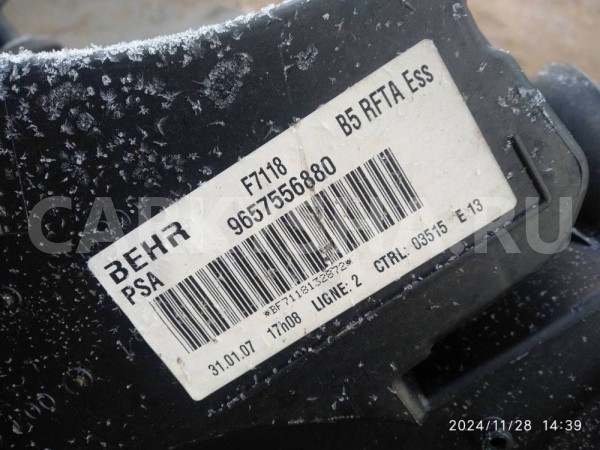 BEHR F7118 B5 RFTA Ess
PSA 9657556880
*BF7118132872*
31.01.07 17h08 LIGNE: 2 CTRL: 03515 E 13
2024/11/28 14:39